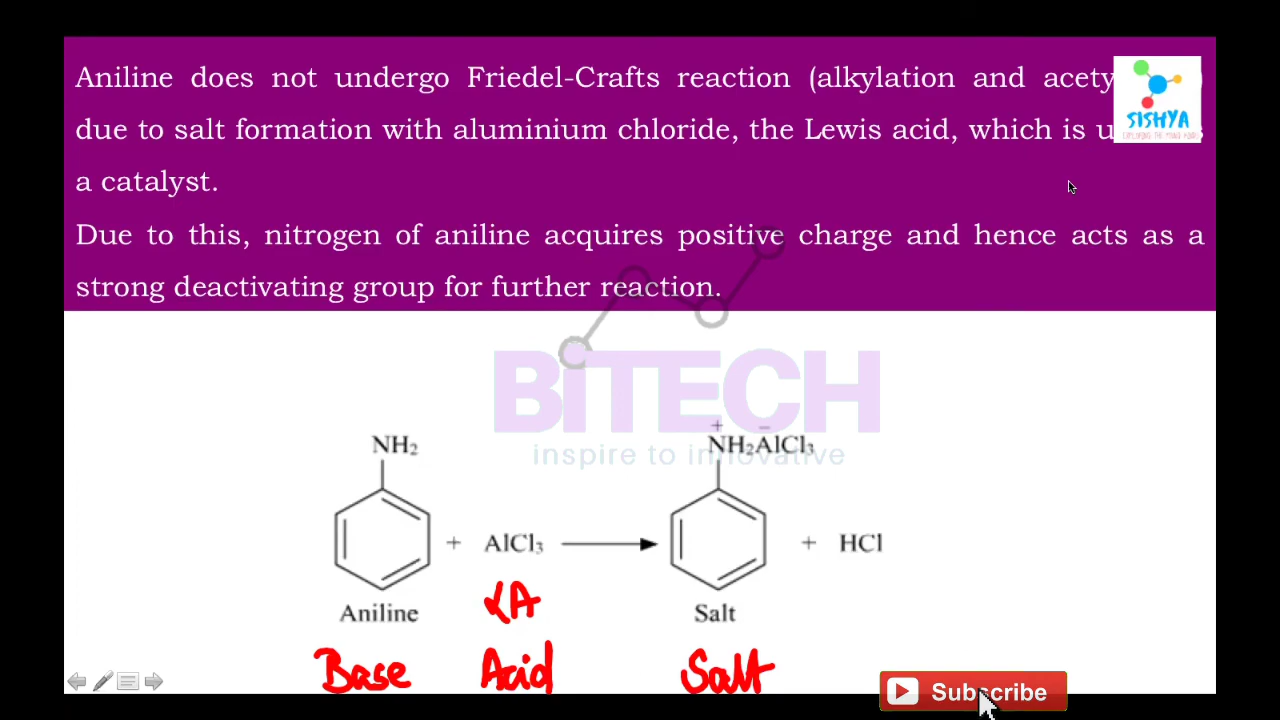 Aniline does not undergo Friedel-Crafts reaction (alkylation and
due to salt formation with aluminium chloride, the Lewis acid, which is
a catalyst.
Due to this, nitrogen of aniline acquires positive charge and hence acts as a
strong deactivating group for further reaction.
SISHYA
BiTECH
inspire to innovative
NH₂
+ −
NH₂AlCl₃
+ AlCl₃
+ HCl
Aniline
LA
Salt
Base
Acid
Salt
Subscribe